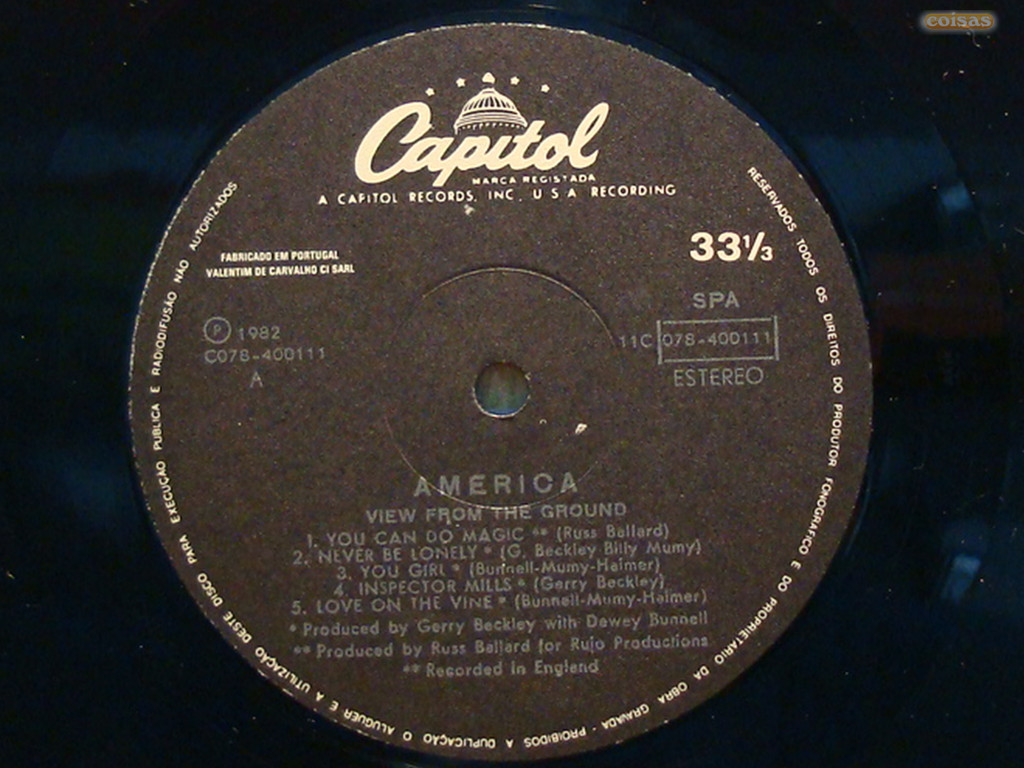 coisas
Capitol
MARCA REGISTADA
A CAPITOL RECORDS, INC. U S A RECORDING
RESERVADOS TODOS OS DIREITOS DO PRODUTOR FONOGRÁFICO E DO PROPRIETÁRIO DA OBRA GRAVADA - PROIBIDOS A DUPLICAÇÃO O ALUGUER E A UTILIZAÇÃO DESTE DISCO PARA EXECUÇÃO PÚBLICA E RADIODIFUSÃO NÃO AUTORIZADOS
FABRICADO EM PORTUGAL
VALENTIM DE CARVALHO CI SARL
33 1/3
SPA
Ⓟ 1982
11C 078-400111
C078-400111
A
ESTEREO
AMERICA
VIEW FROM THE GROUND
1. YOU CAN DO MAGIC ** (Russ Ballard)
2. NEVER BE LONELY * (G. Beckley Billy Mumy)
3. YOU GIRL * (Bunnell-Mumy-Haimer)
4. INSPECTOR MILLS * (Gerry Beckley)
5. LOVE ON THE VINE * (Bunnell-Mumy-Haimer)
* Produced by Gerry Beckley with Dewey Bunnell
** Produced by Russ Ballard for Rujo Productions
** Recorded in England